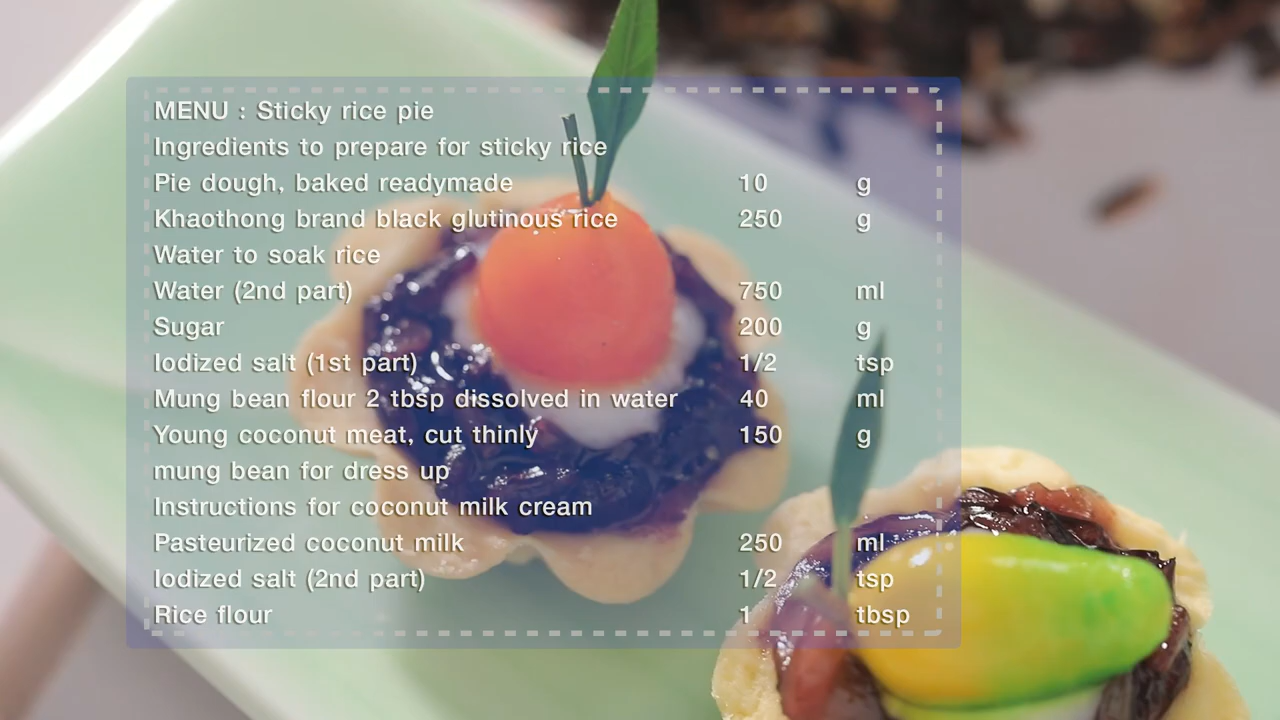 MENU : Sticky rice pie
Ingredients to prepare for sticky rice
Pie dough, baked readymade 10 g
Khaothong brand black glutinous rice 250 g
Water to soak rice
Water (2nd part) 750 ml
Sugar 200 g
Iodized salt (1st part) 1/2 tsp
Mung bean flour 2 tbsp dissolved in water 40 ml
Young coconut meat, cut thinly 150 g
mung bean for dress up
Instructions for coconut milk cream
Pasteurized coconut milk 250 ml
Iodized salt (2nd part) 1/2 tsp
Rice flour 1 tbsp